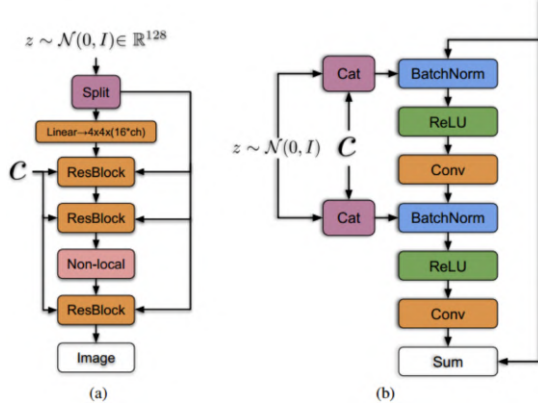 z ∼ 𝒩(0, I) ∈ ℝ^128
Split
Linear→4x4x(16*ch)
C
ResBlock
ResBlock
Non-local
ResBlock
Image
(a)
Cat
BatchNorm
ReLU
z ∼ 𝒩(0, I)
C
Conv
Cat
BatchNorm
ReLU
Conv
Sum
(b)